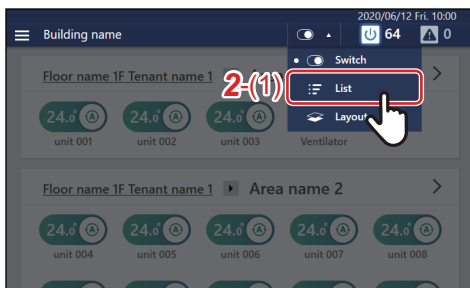 2020/06/12 Fri. 10:00
Building name
64
0
Switch
2-(1)
List
Layou
Floor name 1F Tenant name 1
24.0 A
24.0 A
24.0
unit 001
unit 002
unit 003
Ventilator
Floor name 1F Tenant name 1
Area name 2
24.0 A
24.0 A
24.0 A
24.0 A
24.0 A
unit 004
unit 005
unit 006
unit 007
unit 008